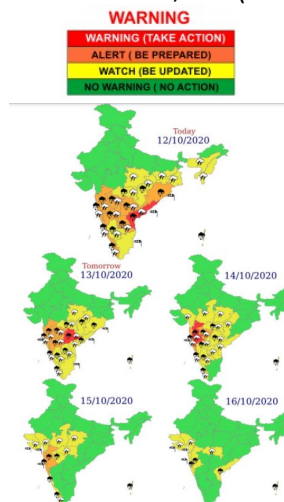 WARNING
WARNING (TAKE ACTION)
ALERT ( BE PREPARED)
WATCH (BE UPDATED)
NO WARNING ( NO ACTION)
Today
12/10/2020
Tomorrow
13/10/2020
14/10/2020
15/10/2020
16/10/2020